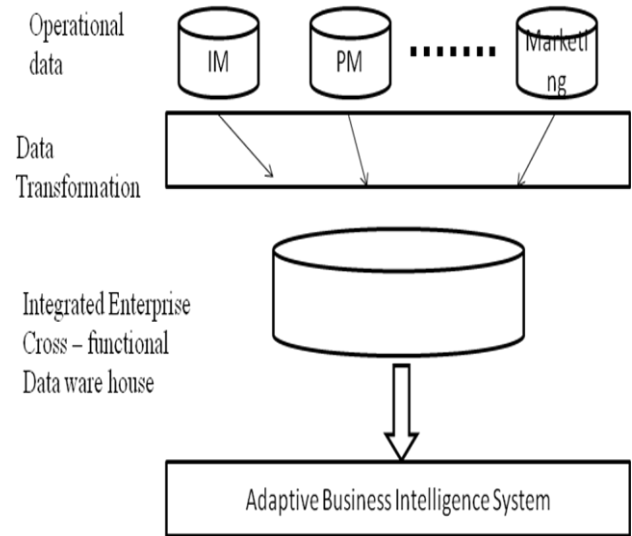 Operational
data
IM
PM
Marketi
ng
Data
Transformation
Integrated Enterprise
Cross – functional
Data ware house
Adaptive Business Intelligence System